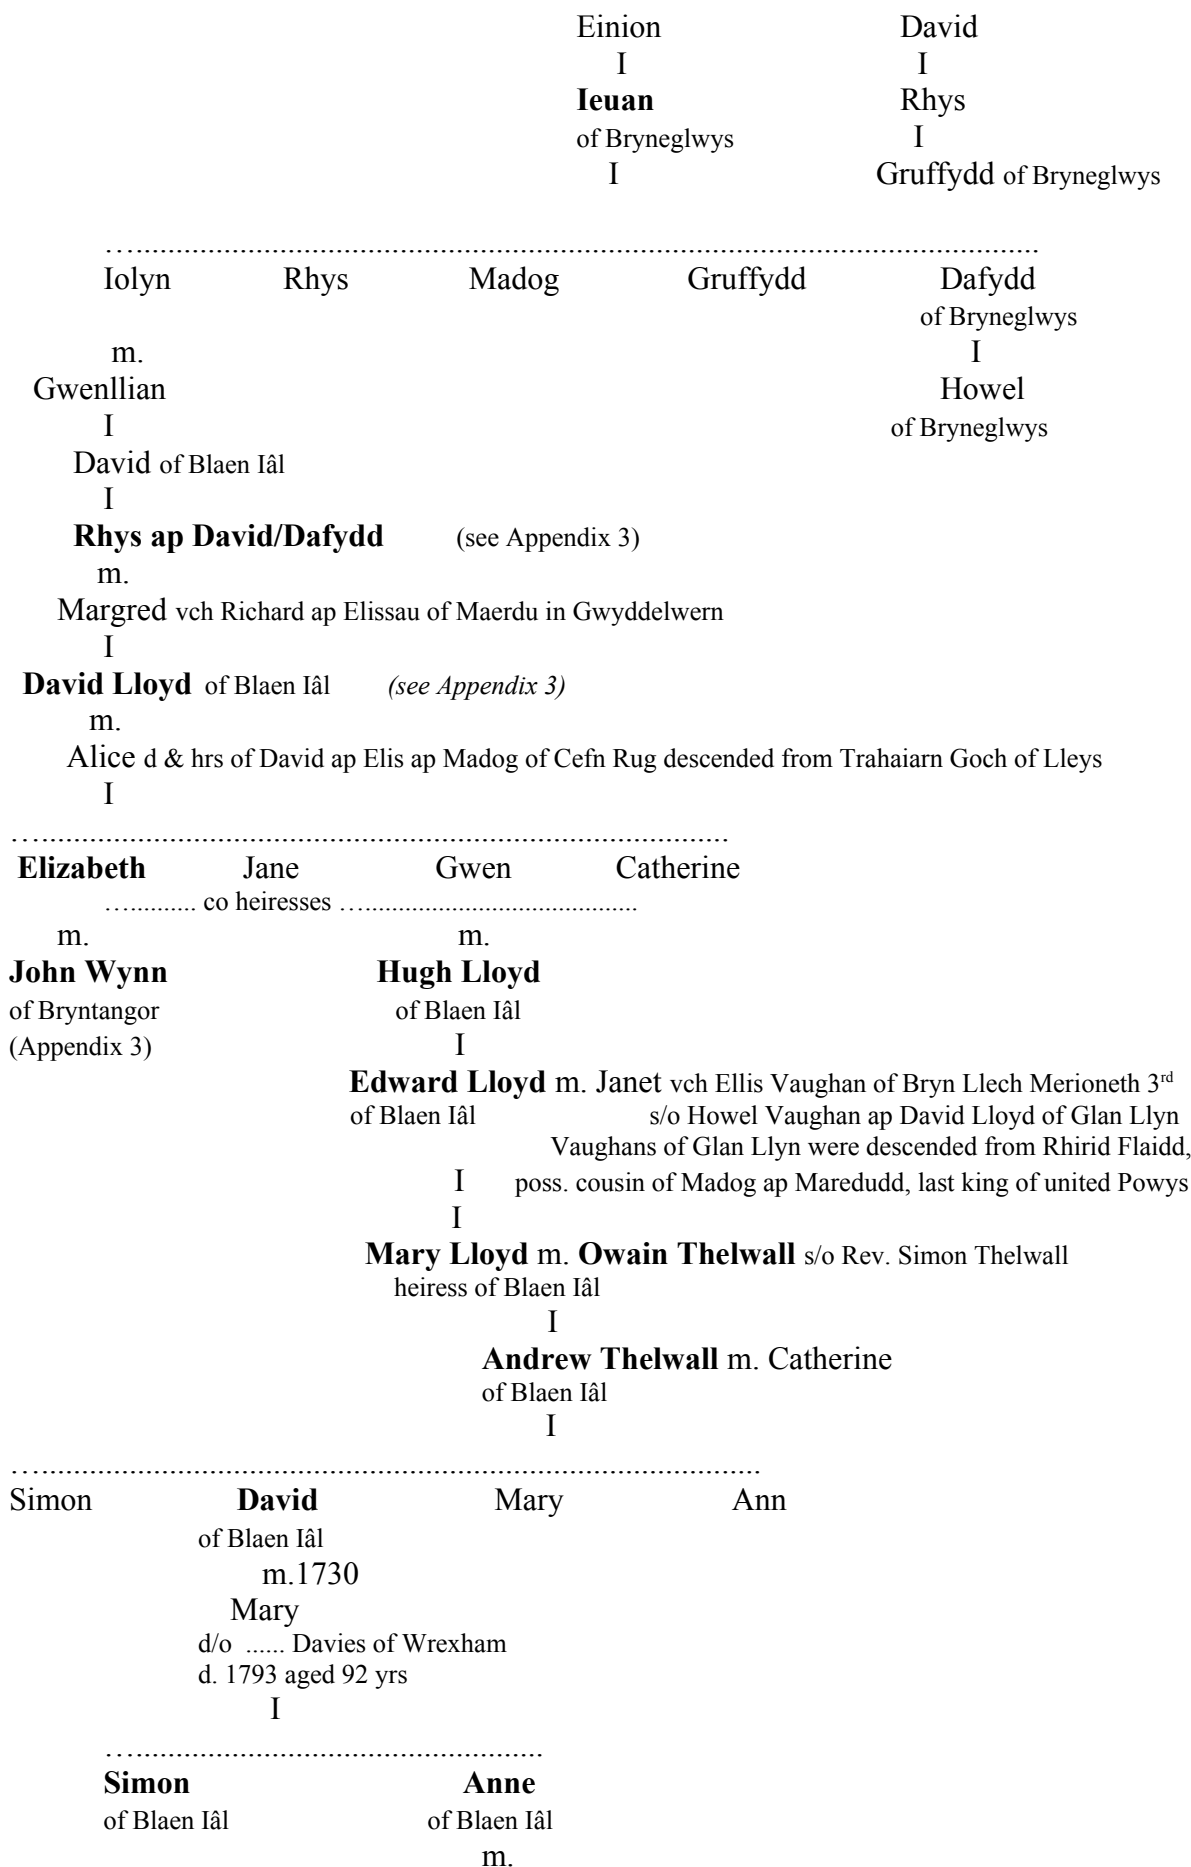 Einion David
I I
Ieuan Rhys
of Bryneglwys I
I Gruffydd of Bryneglwys
….........................................................................................
Iolyn Rhys Madog Gruffydd Dafydd
of Bryneglwys
m. I
Gwenllian Howel
I of Bryneglwys
David of Blaen Iâl
I
Rhys ap David/Dafydd (see Appendix 3)
m.
Margred vch Richard ap Elissau of Maerdu in Gwyddelwern
I
David Lloyd of Blaen Iâl (see Appendix 3)
m.
Alice d & hrs of David ap Elis ap Madog of Cefn Rug descended from Trahaiarn Goch of Lleys
I
….....................................................................
Elizabeth Jane Gwen Catherine
…......... co heiresses ….......................................
m. m.
John Wynn Hugh Lloyd
of Bryntangor of Blaen Iâl
(Appendix 3) I
Edward Lloyd m. Janet vch Ellis Vaughan of Bryn Llech Merioneth 3rd
of Blaen Iâl s/o Howel Vaughan ap David Lloyd of Glan Llyn
Vaughans of Glan Llyn were descended from Rhirid Flaidd,
I poss. cousin of Madog ap Maredudd, last king of united Powys
I
Mary Lloyd m. Owain Thelwall s/o Rev. Simon Thelwall
heiress of Blaen Iâl
I
Andrew Thelwall m. Catherine
of Blaen Iâl
I
….......................................................................
Simon David Mary Ann
of Blaen Iâl
m.1730
Mary
d/o ...... Davies of Wrexham
d. 1793 aged 92 yrs
I
…........................................
Simon Anne
of Blaen Iâl of Blaen Iâl
m.